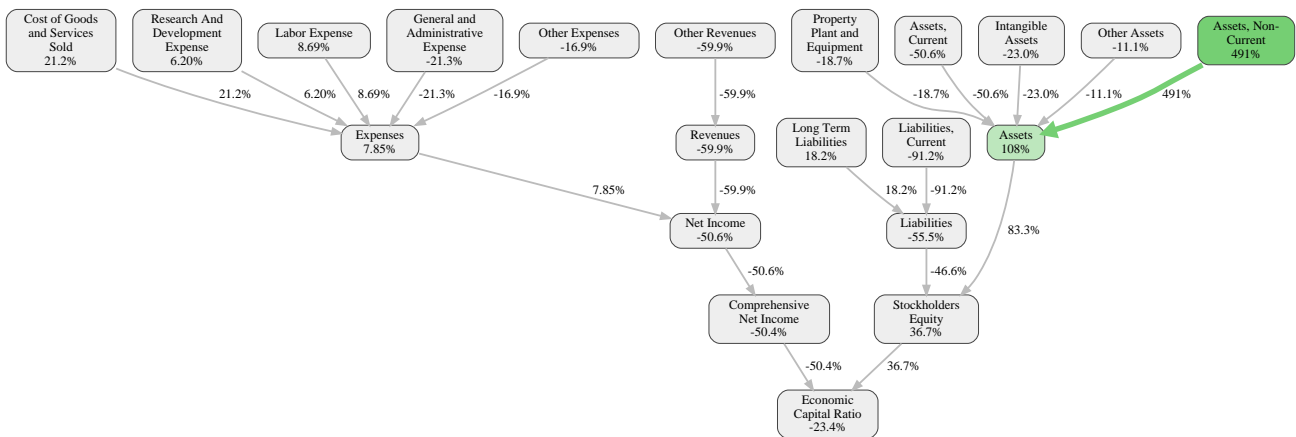 Cost of Goods
and Services
Sold
21.2%
Research And
Development
Expense
6.20%
Labor Expense
8.69%
General and
Administrative
Expense
-21.3%
Other Expenses
-16.9%
Other Revenues
-59.9%
Property
Plant and
Equipment
-18.7%
Assets,
Current
-50.6%
Intangible
Assets
-23.0%
Other Assets
-11.1%
Assets, Non-
Current
491%
21.2%
6.20%
8.69%
-21.3%
-16.9%
-59.9%
-18.7%
-50.6%
-23.0%
-11.1%
491%
Expenses
7.85%
Revenues
-59.9%
Long Term
Liabilities
18.2%
Liabilities,
Current
-91.2%
Assets
108%
7.85%
-59.9%
18.2%
-91.2%
Net Income
-50.6%
Liabilities
-55.5%
83.3%
-50.6%
-46.6%
Comprehensive
Net Income
-50.4%
Stockholders
Equity
36.7%
-50.4%
36.7%
Economic
Capital Ratio
-23.4%